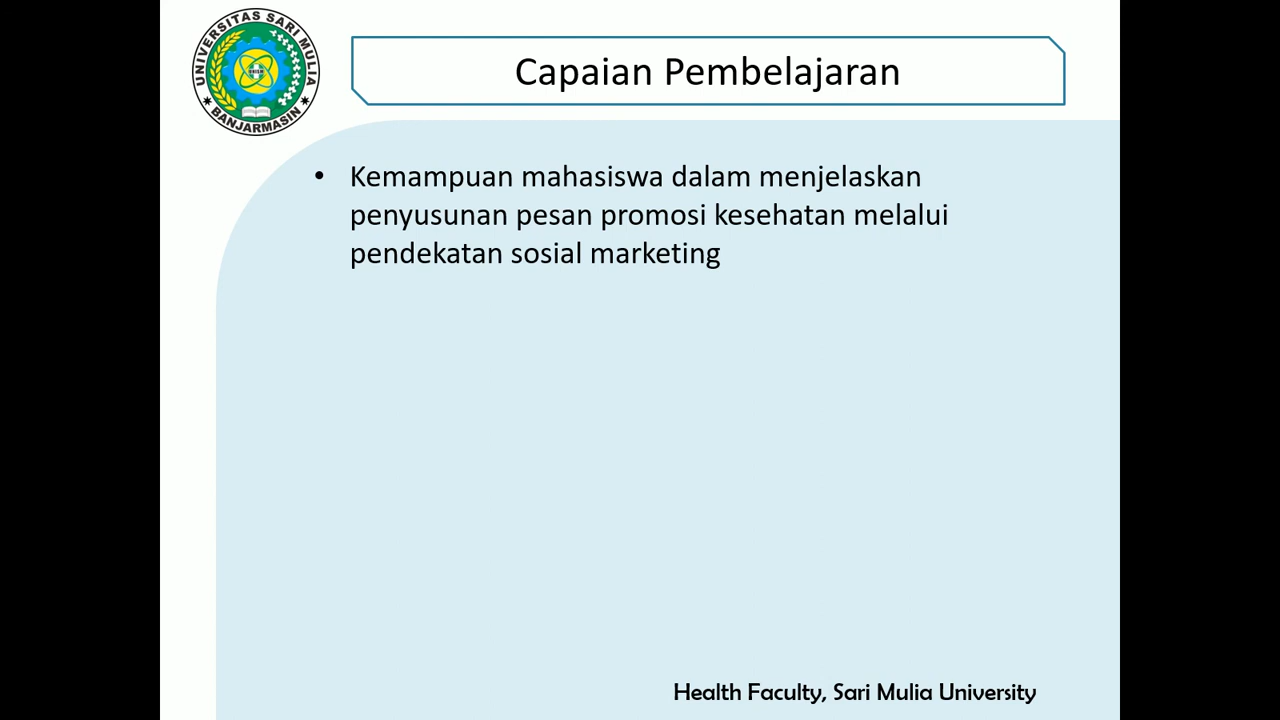 UNIVERSITAS SARI MULIA
BANJARMASIN
Capaian Pembelajaran
• Kemampuan mahasiswa dalam menjelaskan
penyusunan pesan promosi kesehatan melalui
pendekatan sosial marketing
Health Faculty, Sari Mulia University